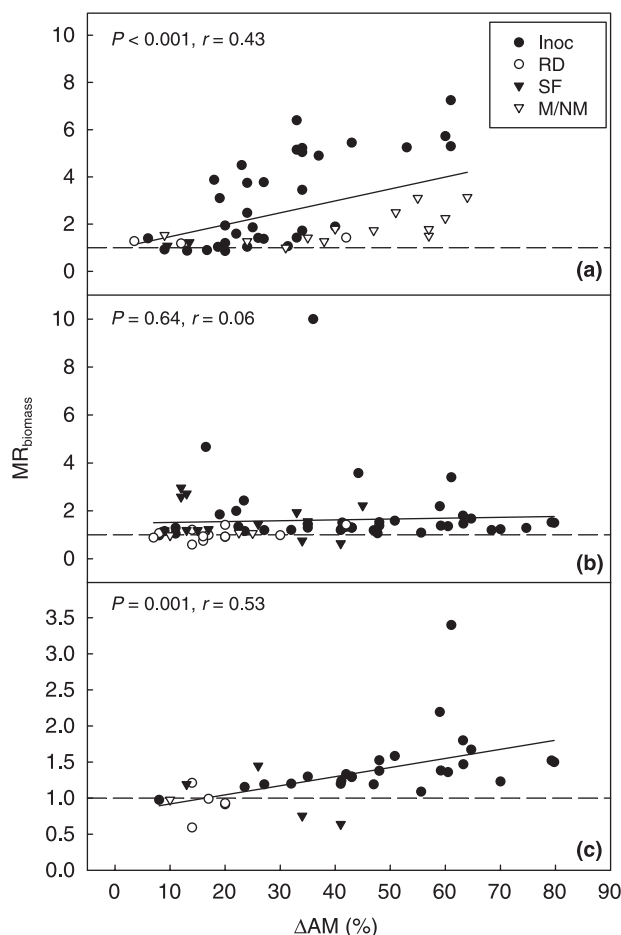 10
8
6
4
2
0
P < 0.001, r = 0.43
Inoc
RD
SF
M/NM
(a)
10
8
6
4
2
0
P = 0.64, r = 0.06
(b)
MRbiomass
3.5
3.0
2.5
2.0
1.5
1.0
0.5
0.0
P = 0.001, r = 0.53
(c)
0 10 20 30 40 50 60 70 80 90
ΔAM (%)